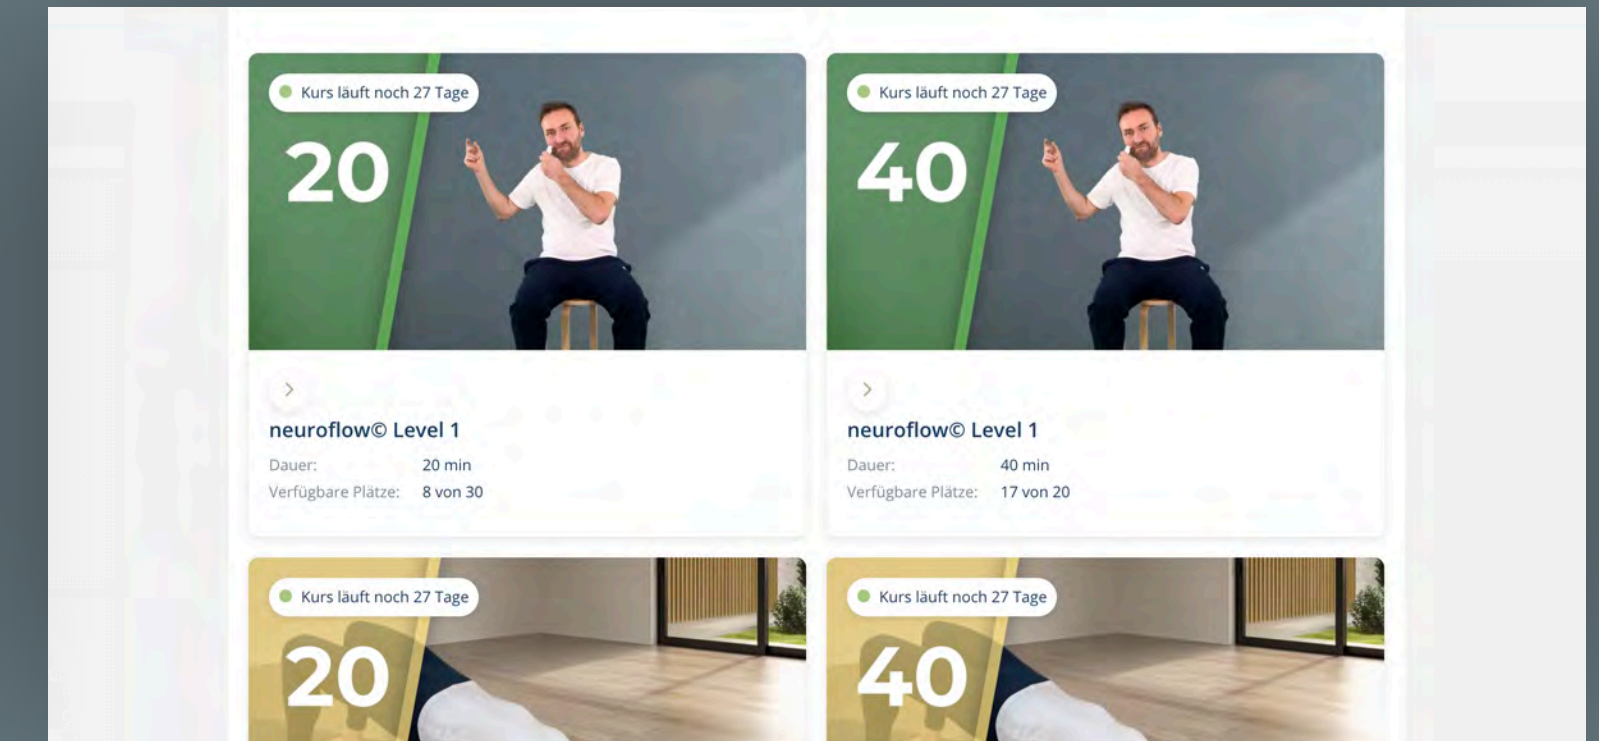 Kurs läuft noch 27 Tage
20
Kurs läuft noch 27 Tage
40
neuroflow© Level 1
Dauer: 20 min
Verfügbare Plätze: 8 von 30
neuroflow© Level 1
Dauer: 40 min
Verfügbare Plätze: 17 von 20
Kurs läuft noch 27 Tage
20
Kurs läuft noch 27 Tage
40